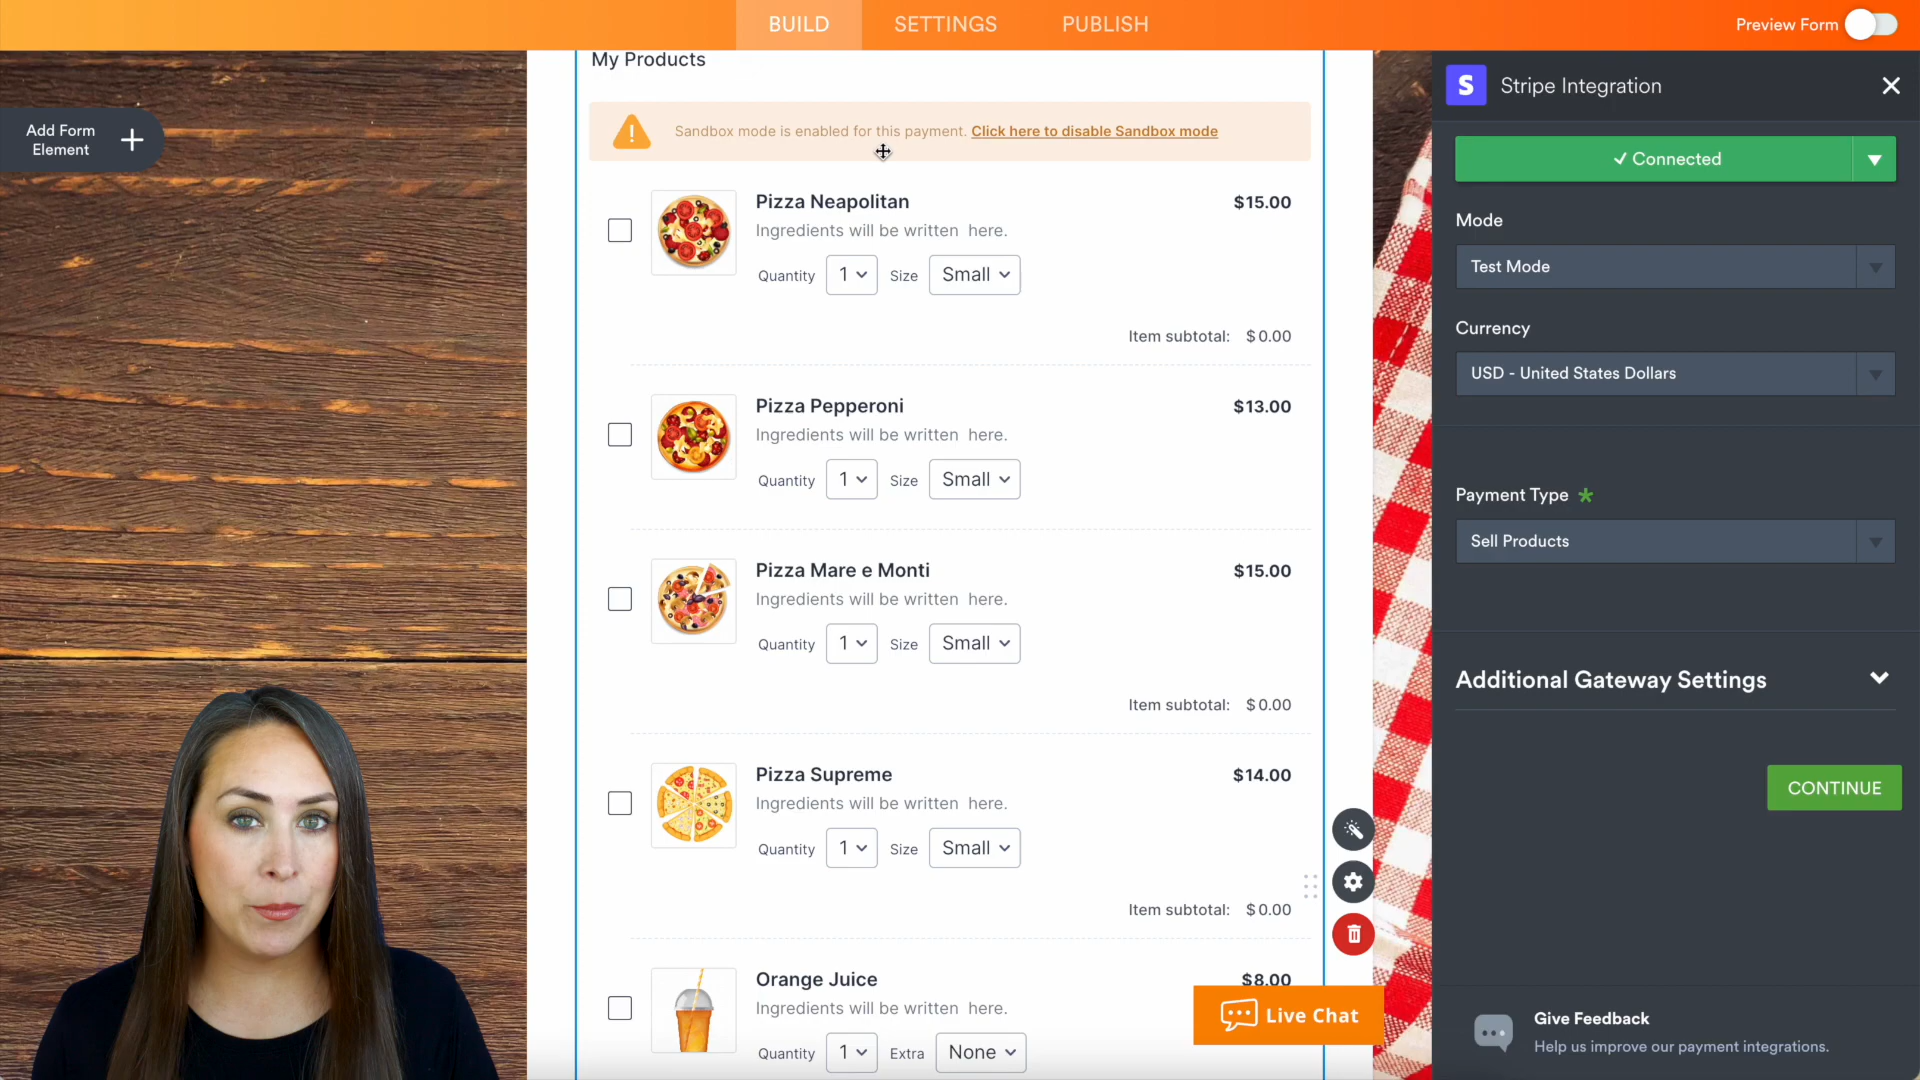 BUILD
SETTINGS
PUBLISH
Preview Form
My Products
Add Form
Element
Sandbox mode is enabled for this payment. Click here to disable Sandbox mode
Pizza Neapolitan
$15.00
Ingredients will be written here.
Quantity 1 Size Small
Item subtotal: $0.00
Pizza Pepperoni
$13.00
Ingredients will be written here.
Quantity 1 Size Small
Pizza Mare e Monti
$15.00
Ingredients will be written here.
Quantity 1 Size Small
Item subtotal: $0.00
Pizza Supreme
$14.00
Ingredients will be written here.
Quantity 1 Size Small
Item subtotal: $0.00
Orange Juice
$8.00
Ingredients will be written here.
Quantity 1 Extra None
Live Chat
S Stripe Integration
Connected
Mode
Test Mode
Currency
USD - United States Dollars
Payment Type *
Sell Products
Additional Gateway Settings
CONTINUE
Give Feedback
Help us improve our payment integrations.